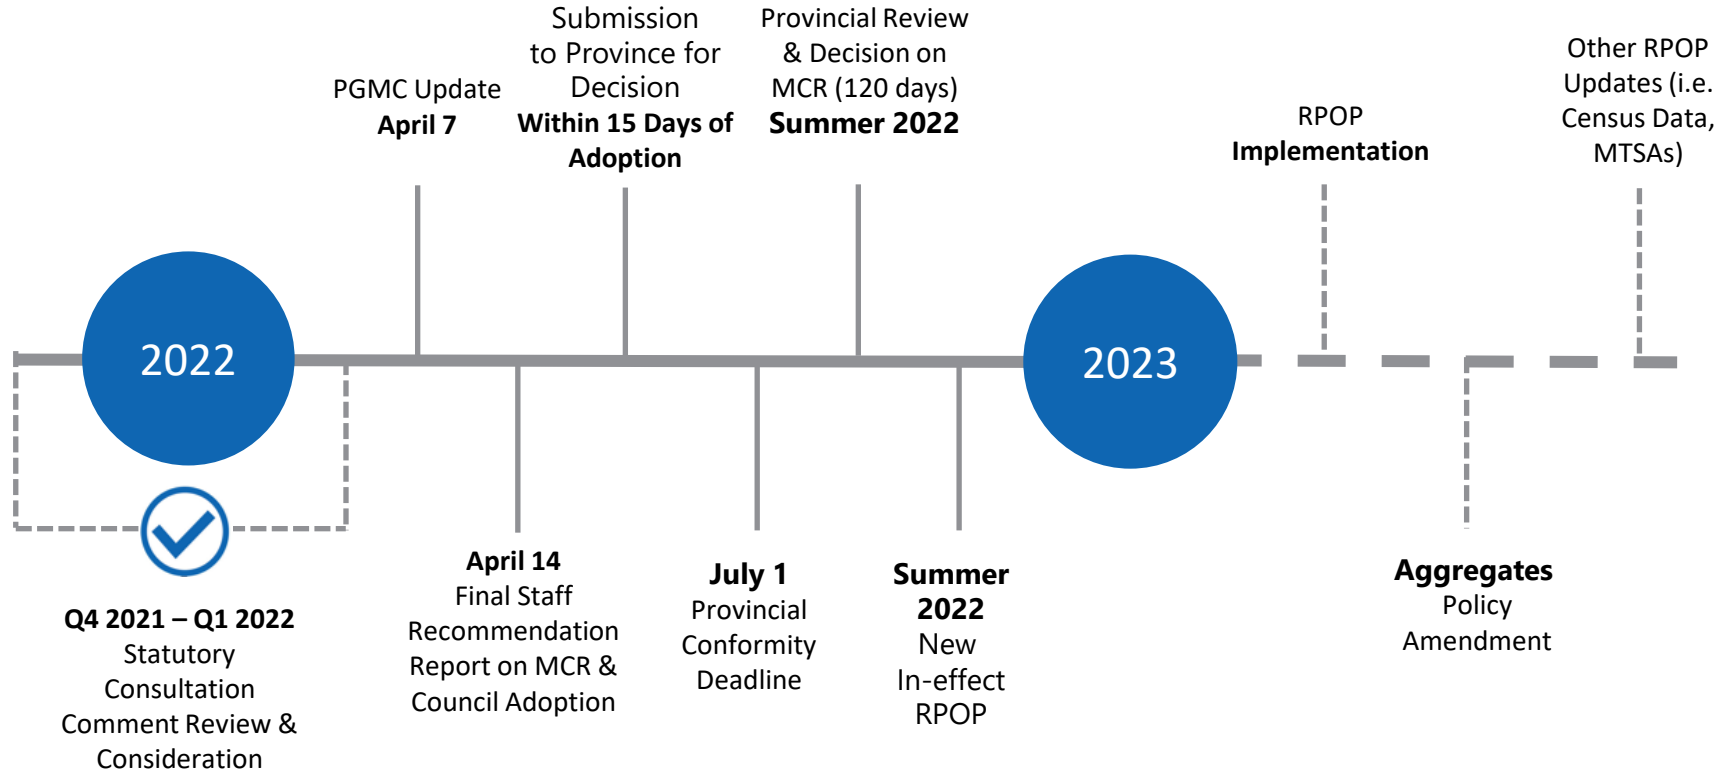 PGMC Update
April 7
Submission
to Province for
Decision
Within 15 Days of
Adoption
Provincial Review
& Decision on
MCR (120 days)
Summer 2022
RPOP
Implementation
Other RPOP
Updates (i.e.
Census Data,
MTSAs)
2022
2023
Q4 2021 – Q1 2022
Statutory
Consultation
Comment Review &
Consideration
April 14
Final Staff
Recommendation
Report on MCR &
Council Adoption
July 1
Provincial
Conformity
Deadline
Summer
2022
New
In-effect
RPOP
Aggregates
Policy
Amendment